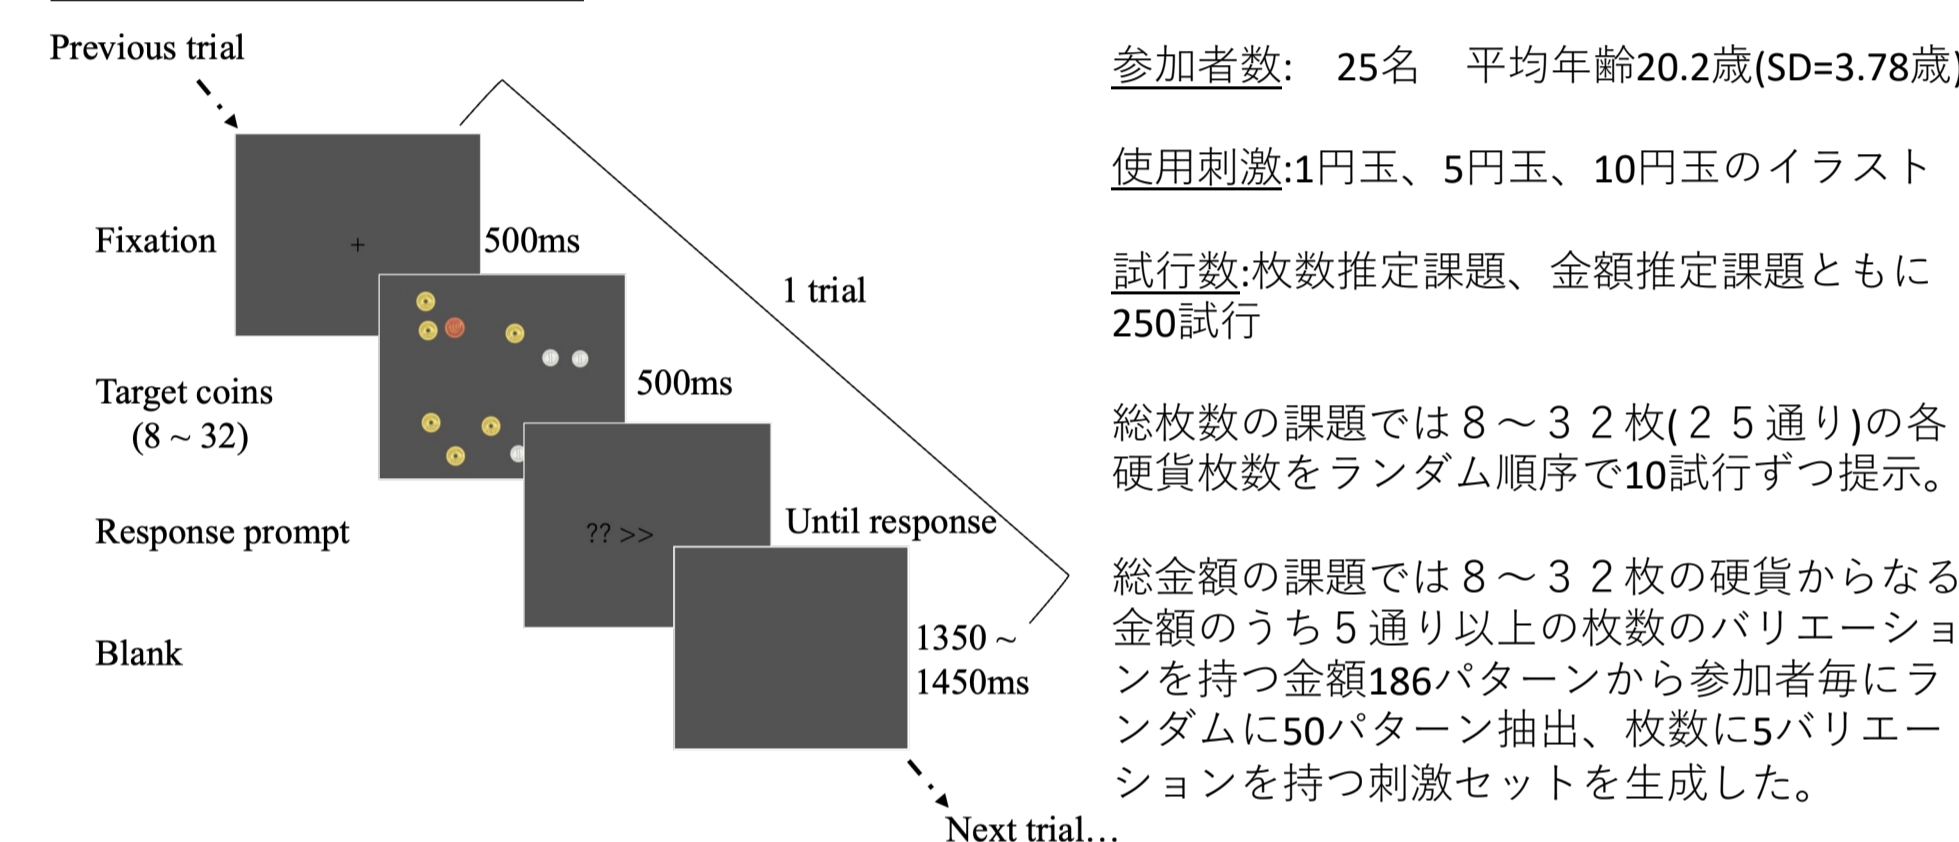 Previous trial
Fixation
+
500ms
1 trial
Target coins
(8 ~ 32)
500ms
Response prompt
?? >>
Until response
Blank
1350 ~
1450ms
Next trial…
参加者数:　25名　平均年齢20.2歳(SD=3.78歳)
使用刺激:1円玉、5円玉、10円玉のイラスト
試行数:枚数推定課題、金額推定課題ともに
250試行
総枚数の課題では８～３２枚(２５通り)の各
硬貨枚数をランダム順序で10試行ずつ提示。
総金額の課題では８～３２枚の硬貨からなる
金額のうち５通り以上の枚数のバリエーショ
ンを持つ金額186パターンから参加者毎にラ
ンダムに50パターン抽出、枚数に5バリエー
ションを持つ刺激セットを生成した。